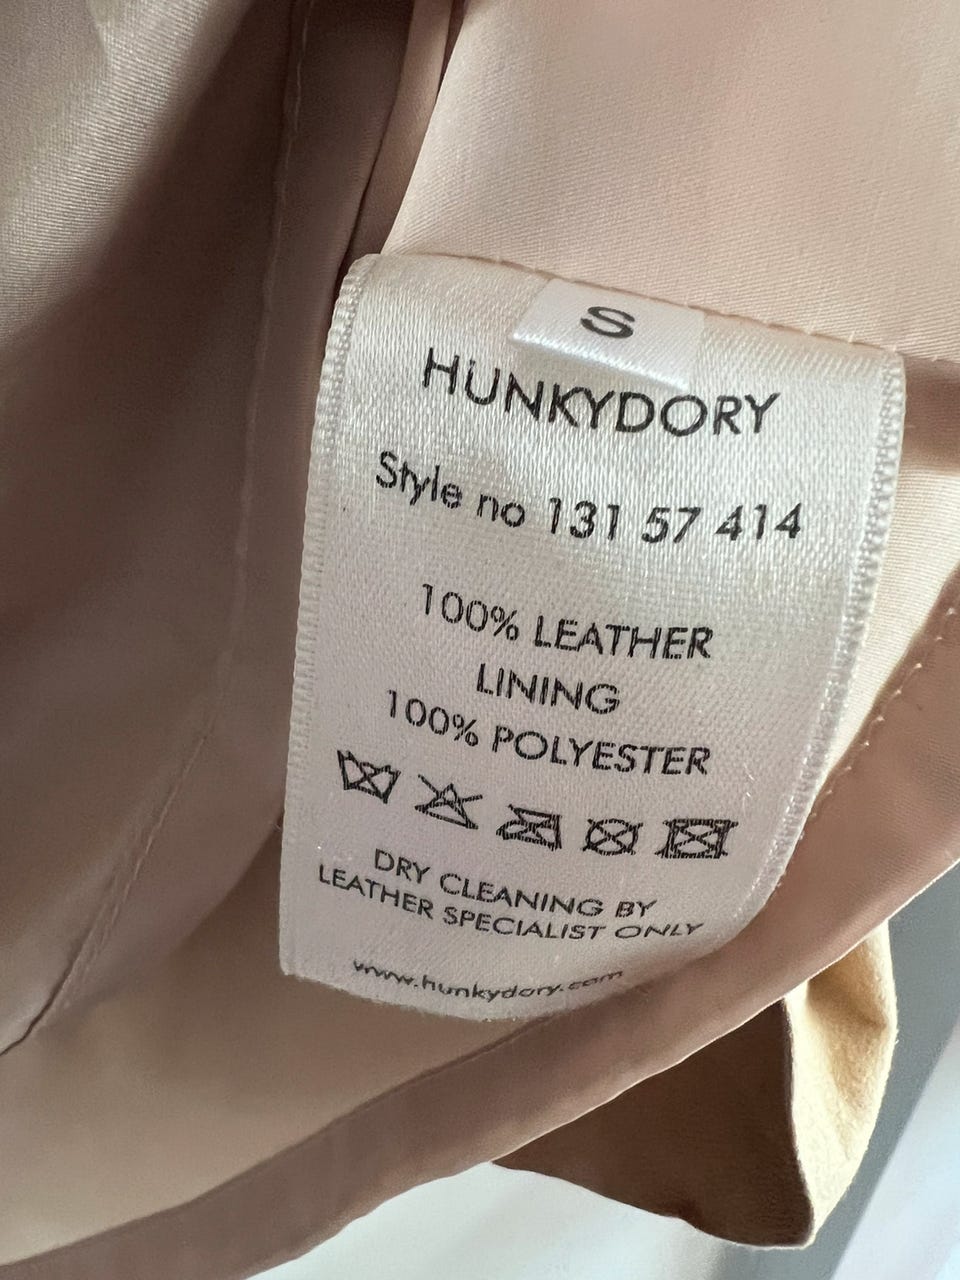 S
HUNKYDORY
Style no 131 57 414
100% LEATHER
LINING
100% POLYESTER
DRY CLEANING BY
LEATHER SPECIALIST ONLY
www.hunkydory.com